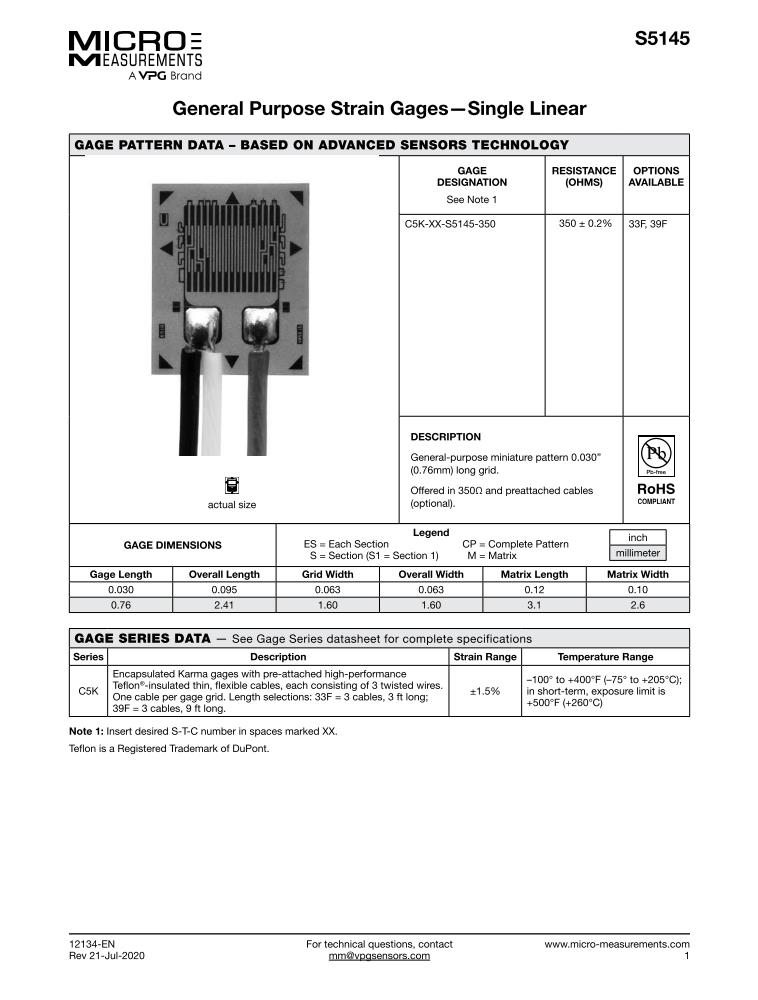 MICRO
MEASUREMENTS
A VPG Brand
S5145
General Purpose Strain Gages—Single Linear
GAGE PATTERN DATA – BASED ON ADVANCED SENSORS TECHNOLOGY
GAGE
DESIGNATION
See Note 1
RESISTANCE
(OHMS)
OPTIONS
AVAILABLE
C5K-XX-S5145-350
350 ± 0.2%
33F, 39F
actual size
DESCRIPTION
General-purpose miniature pattern 0.030”
(0.76mm) long grid.
Offered in 350Ω and preattached cables
(optional).
Pb
Pb-free
RoHS
COMPLIANT
GAGE DIMENSIONS
Legend
ES = Each Section CP = Complete Pattern
S = Section (S1 = Section 1) M = Matrix
inch
millimeter
Gage Length Overall Length Grid Width Overall Width Matrix Length Matrix Width
0.030 0.095 0.063 0.063 0.12 0.10
0.76 2.41 1.60 1.60 3.1 2.6
GAGE SERIES DATA — See Gage Series datasheet for complete specifications
Series Description Strain Range Temperature Range
C5K
Encapsulated Karma gages with pre-attached high-performance
Teflon®-insulated thin, flexible cables, each consisting of 3 twisted wires.
One cable per gage grid. Length selections: 33F = 3 cables, 3 ft long;
39F = 3 cables, 9 ft long.
±1.5%
–100° to +400°F (–75° to +205°C);
in short-term, exposure limit is
+500°F (+260°C)
Note 1: Insert desired S-T-C number in spaces marked XX.
Teflon is a Registered Trademark of DuPont.
12134-EN
Rev 21-Jul-2020
For technical questions, contact
mm@vpgsensors.com
www.micro-measurements.com
1